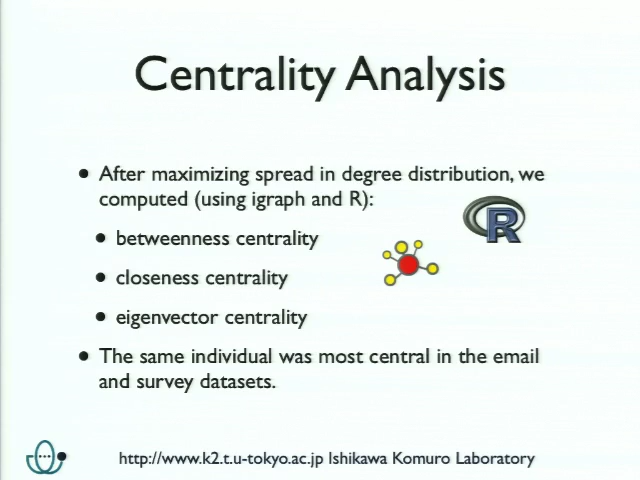 Centrality Analysis
• After maximizing spread in degree distribution, we
computed (using igraph and R):
R
• betweenness centrality
• closeness centrality
• eigenvector centrality
• The same individual was most central in the email
and survey datasets.
http://www.k2.t.u-tokyo.ac.jp Ishikawa Komuro Laboratory